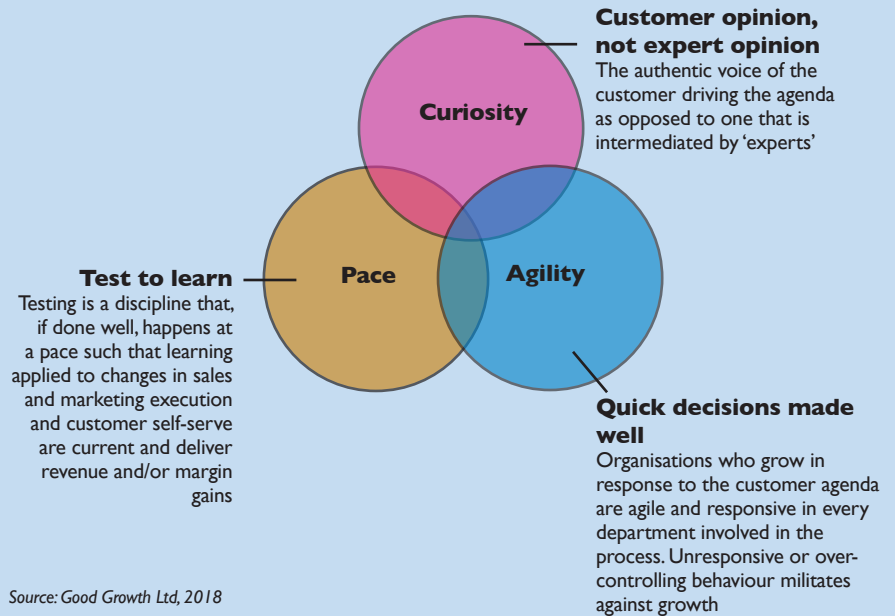 Customer opinion,
not expert opinion
The authentic voice of the
customer driving the agenda
as opposed to one that is
intermediated by ‘experts’
Curiosity
Pace
Agility
Test to learn
Testing is a discipline that,
if done well, happens at
a pace such that learning
applied to changes in sales
and marketing execution
and customer self-serve
are current and deliver
revenue and/or margin
gains
Quick decisions made
well
Organisations who grow in
response to the customer agenda
are agile and responsive in every
department involved in the
process. Unresponsive or over-
controlling behaviour militates
against growth
Source: Good Growth Ltd, 2018